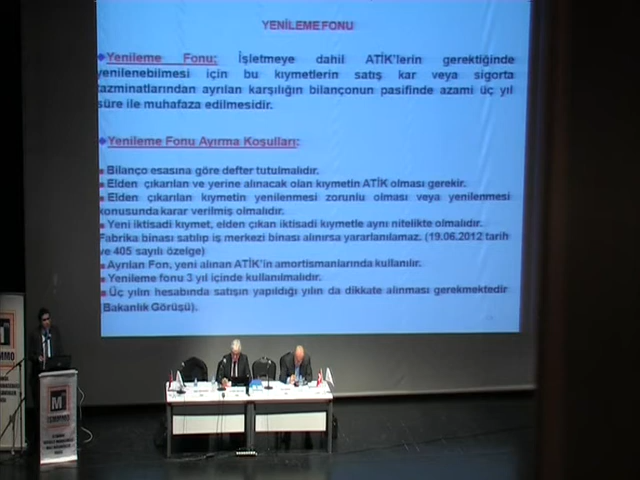 YENİLEME FONU
Yenileme Fonu; İşletmeye dahil ATİK'lerin gerektiğinde
yenilenebilmesi için bu kıymetlerin satış kar veya sigorta
tazminatlarından ayrılan karşılığın bilançonun pasifinde azami üç yıl
süre ile muhafaza edilmesidir.
Yenileme Fonu Ayırma Koşulları:
Bilanço esasına göre defter tutulmalıdır.
Elden çıkarılan ve yerine alınacak olan kıymetin ATİK olması gerekir.
Elden çıkarılan kıymetin yenilenmesi zorunlu olması veya yenilenmesi
konusunda karar verilmiş olmalıdır.
Yeni iktisadi kıymet, elden çıkan iktisadi kıymetle aynı nitelikte olmalıdır.
Fabrika binası satılıp iş merkezi binası alınırsa yararlanılamaz. (19.06.2012 tarih
ve 405 sayılı özelge)
Ayrılan Fon, yeni alınan ATİK'in amortismanlarında kullanılır.
Yenileme fonu 3 yıl içinde kullanılmalıdır.
Üç yılın hesabında satışın yapıldığı yılın da dikkate alınması gerekmektedir
(Bakanlık Görüşü).